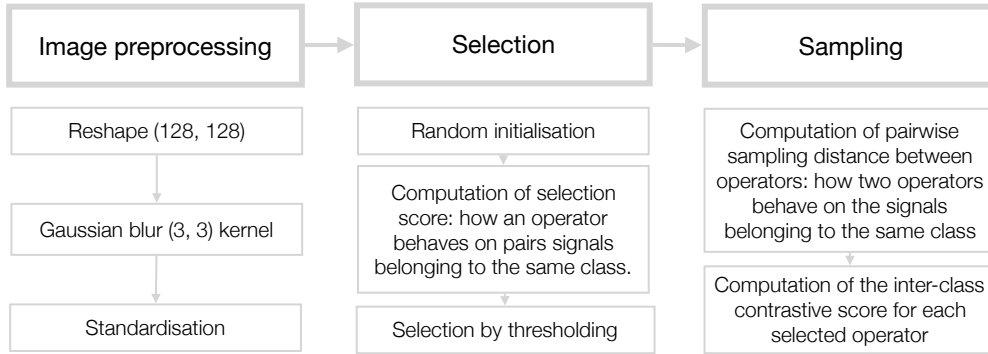 Image preprocessing
Reshape (128, 128)
Gaussian blur (3, 3) kernel
Standardisation
Selection
Random initialisation
Computation of selection
score: how an operator
behaves on pairs signals
belonging to the same class.
Selection by thresholding
Sampling
Computation of pairwise
sampling distance between
operators: how two operators
behave on the signals
belonging to the same class
Computation of the inter-class
contrastive score for each
selected operator